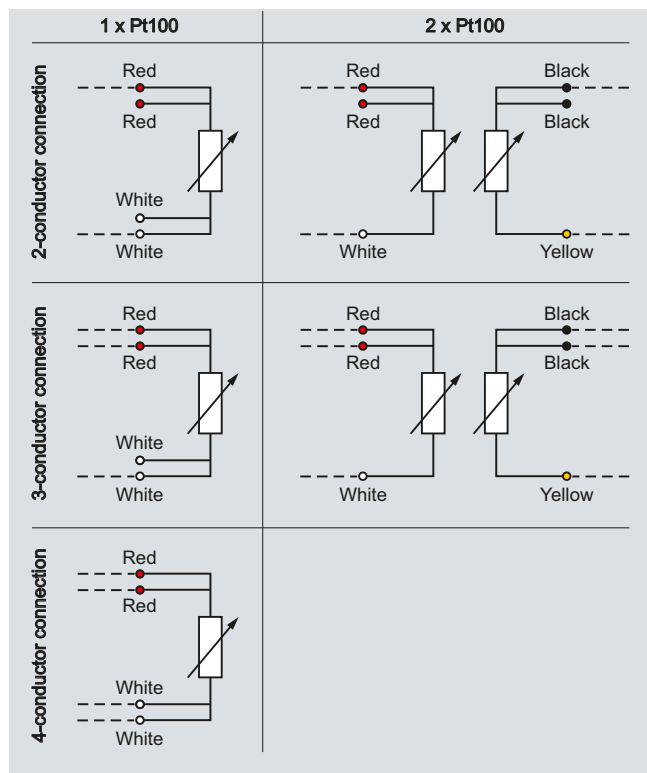 1 x Pt100
2 x Pt100
2-conductor connection
Red
Red
White
White
Red
Red
White
Black
Black
Yellow
3-conductor connection
Red
Red
White
White
Red
Red
White
Black
Black
Yellow
4-conductor connection
Red
Red
White
White